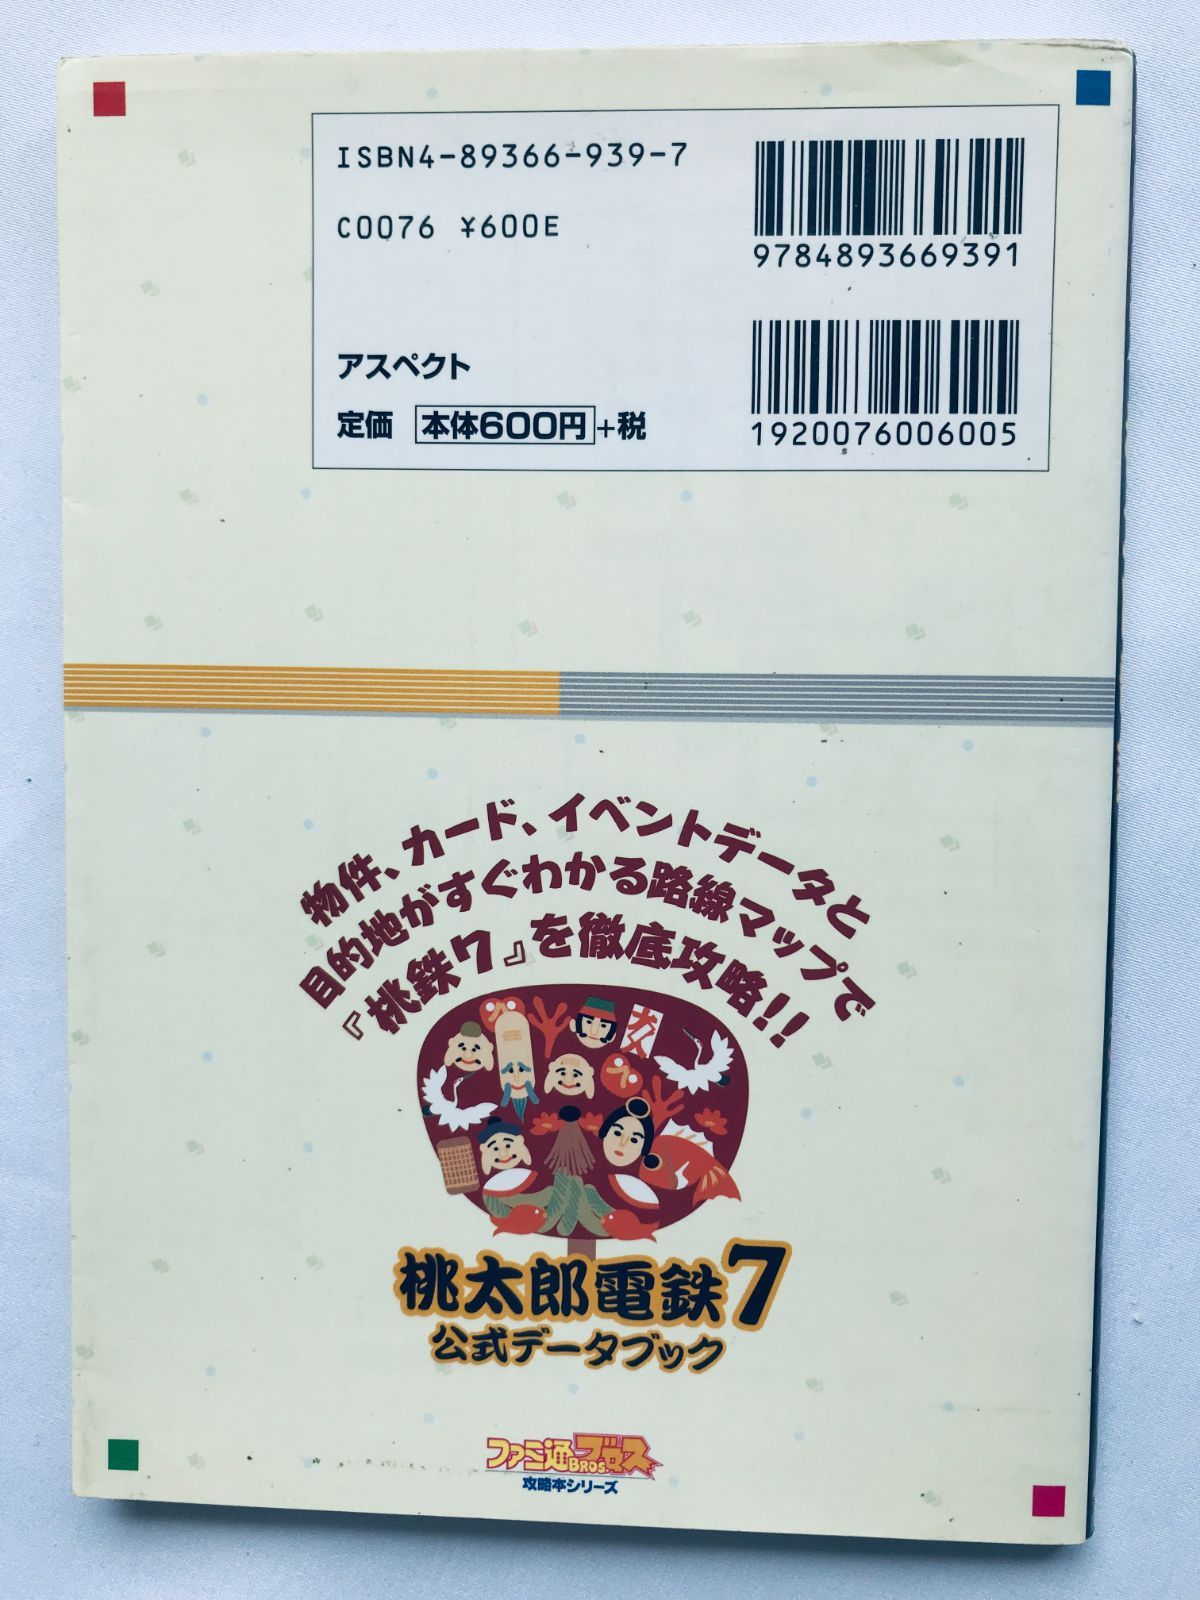 ISBN4-89366-939-7
C0076 ¥600E
9784893669391
アスペクト
定価 本体600円+税
1920076006005
物件、カード、イベントデータと
目的地がすぐわかる路線マップで
『桃鉄7』を徹底攻略!!
大入
桃太郎電鉄7
公式データブック
ファミ通ブロス
BROS.
攻略本シリーズ